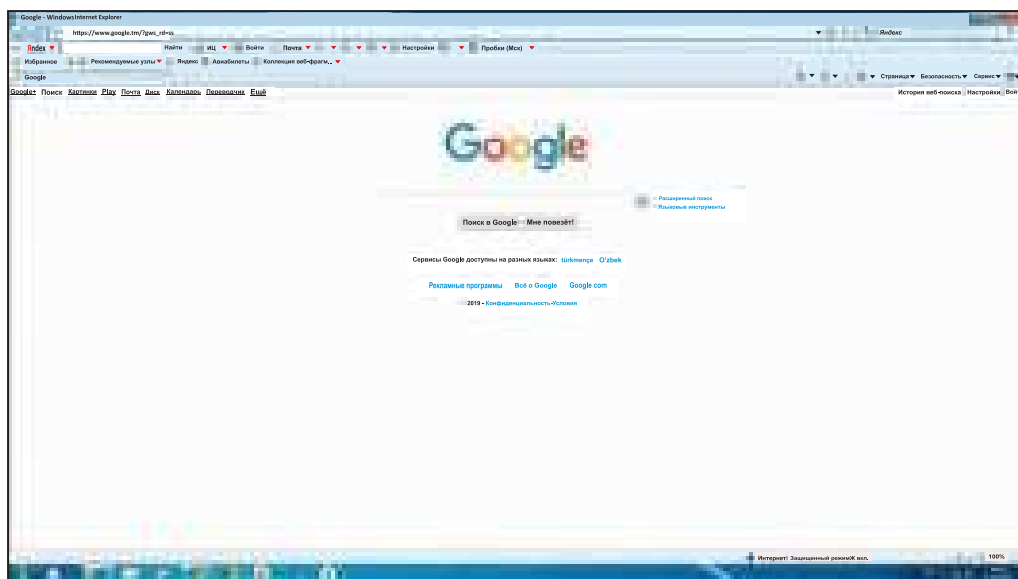 Google - Windows Internet Explorer
https://www.google.tm/?gws_rd=ss
Яндекс
Яndex Найти ИЦ Войти Почта Настройки Пробки (Мск)
Избранное Рекомендуемые узлы Яндекс Авиабилеты Коллекция веб-фрагм...
Google Страница Безопасность Сервис
Google+ Поиск Картинки Play Почта Диск Календарь Переводчик Ещё История веб-поиска Настройки Вой
Google
Расширенный поиск
Языковые инструменты
Поиск в Google Мне повезёт!
Сервисы Google доступны на разных языках: türkmençe O'zbek
Рекламные программы Всё о Google Google com
2019 - Конфиденциальность-Условия
Интернет! Защищенный режимЖ вкл. 100%